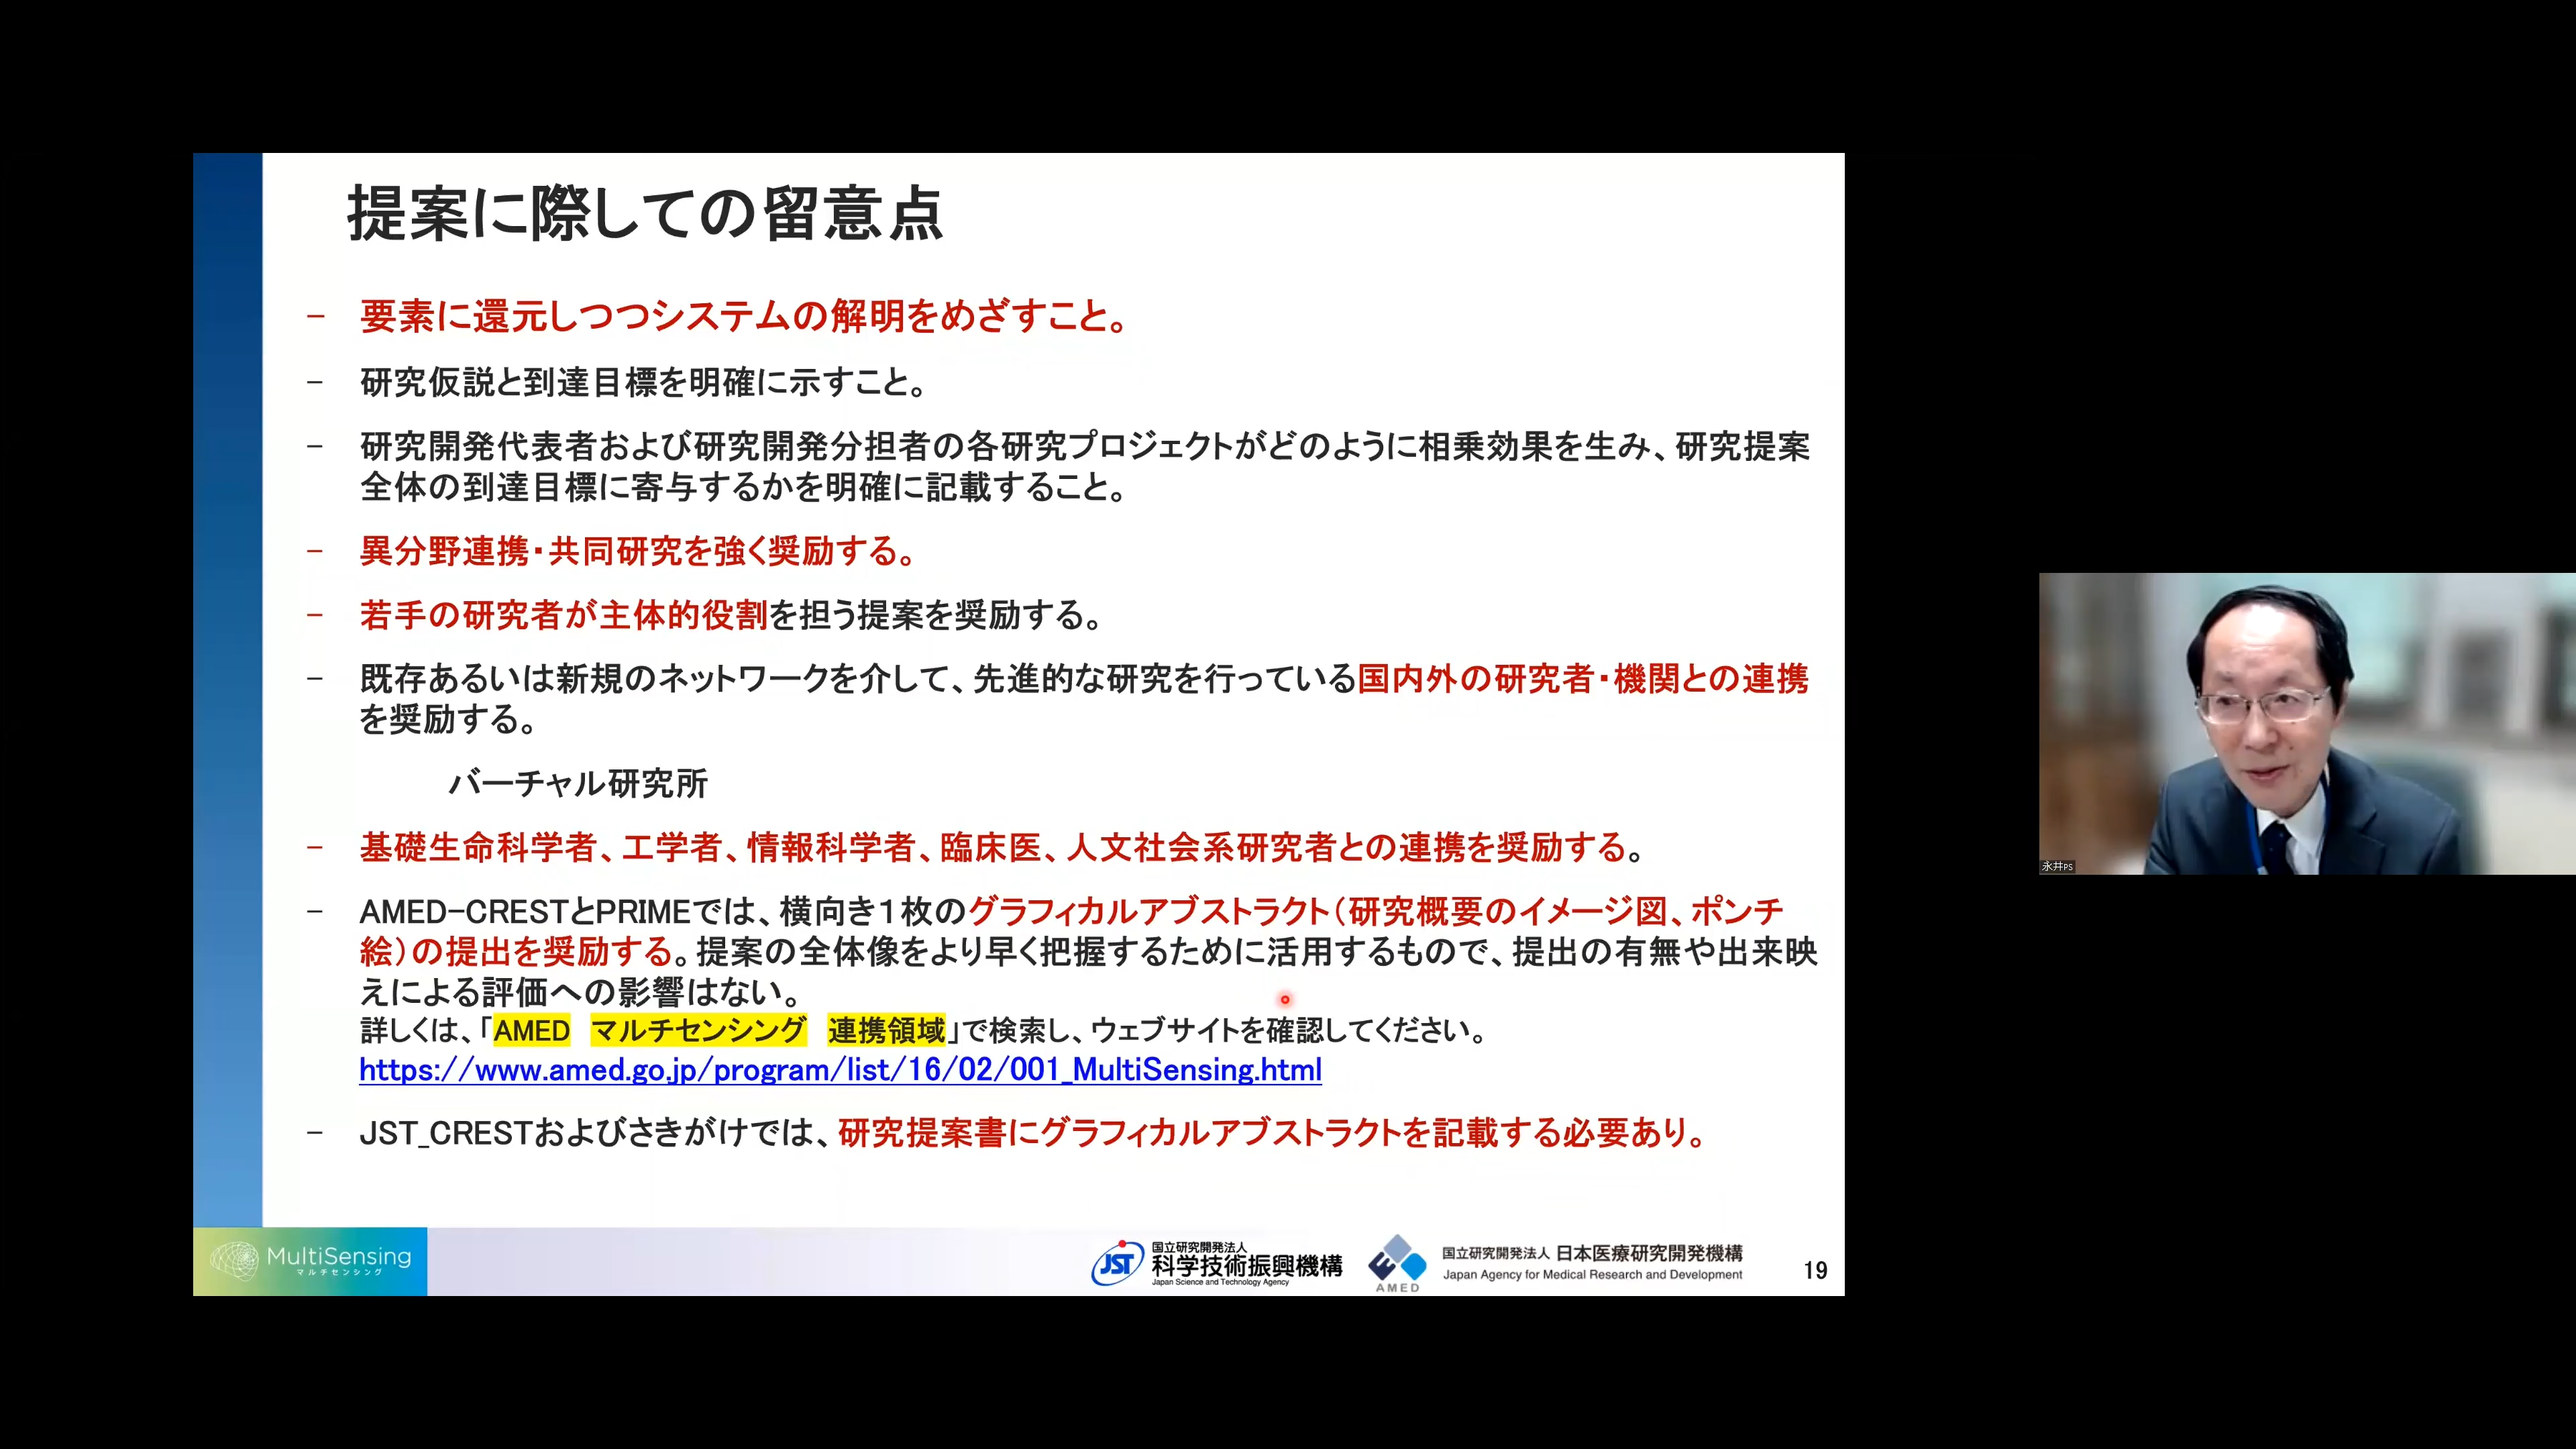 提案に際しての留意点
- 要素に還元しつつシステムの解明をめざすこと。
- 研究仮説と到達目標を明確に示すこと。
- 研究開発代表者および研究開発分担者の各研究プロジェクトがどのように相乗効果を生み、研究提案
全体の到達目標に寄与するかを明確に記載すること。
- 異分野連携・共同研究を強く奨励する。
- 若手の研究者が主体的役割を担う提案を奨励する。
- 既存あるいは新規のネットワークを介して、先進的な研究を行っている国内外の研究者・機関との連携
を奨励する。
バーチャル研究所
- 基礎生命科学者、工学者、情報科学者、臨床医、人文社会系研究者との連携を奨励する。
- AMED-CRESTとPRIMEでは、横向き１枚のグラフィカルアブストラクト（研究概要のイメージ図、ポンチ
絵）の提出を奨励する。提案の全体像をより早く把握するために活用するもので、提出の有無や出来映
えによる評価への影響はない。
詳しくは、「AMED　マルチセンシング　連携領域」で検索し、ウェブサイトを確認してください。
https://www.amed.go.jp/program/list/16/02/001_MultiSensing.html
- JST_CRESTおよびさきがけでは、研究提案書にグラフィカルアブストラクトを記載する必要あり。
MultiSensing
マルチセンシング
JST
国立研究開発法人
科学技術振興機構
Japan Science and Technology Agency
AMED
国立研究開発法人 日本医療研究開発機構
Japan Agency for Medical Research and Development
19
永井PS